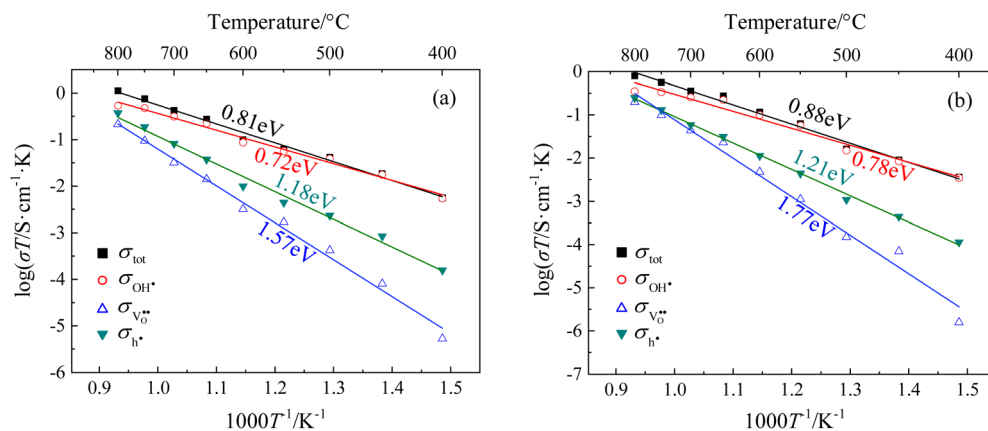 Temperature/°C
800 700 600 500 400
(a)
0
-1
-2
-3
-4
-5
-6
log(σT/S·cm⁻¹·K)
0.81eV
0.72eV
1.18eV
1.57eV
σtot
σOH•
σV_O••
σh•
0.9 1.0 1.1 1.2 1.3 1.4 1.5
1000T⁻¹/K⁻¹
Temperature/°C
800 700 600 500 400
(b)
0
-1
-2
-3
-4
-5
-6
-7
log(σT/S·cm⁻¹·K)
0.88eV
0.78eV
1.21eV
1.77eV
σtot
σOH•
σV_O••
σh•
0.9 1.0 1.1 1.2 1.3 1.4 1.5
1000T⁻¹/K⁻¹